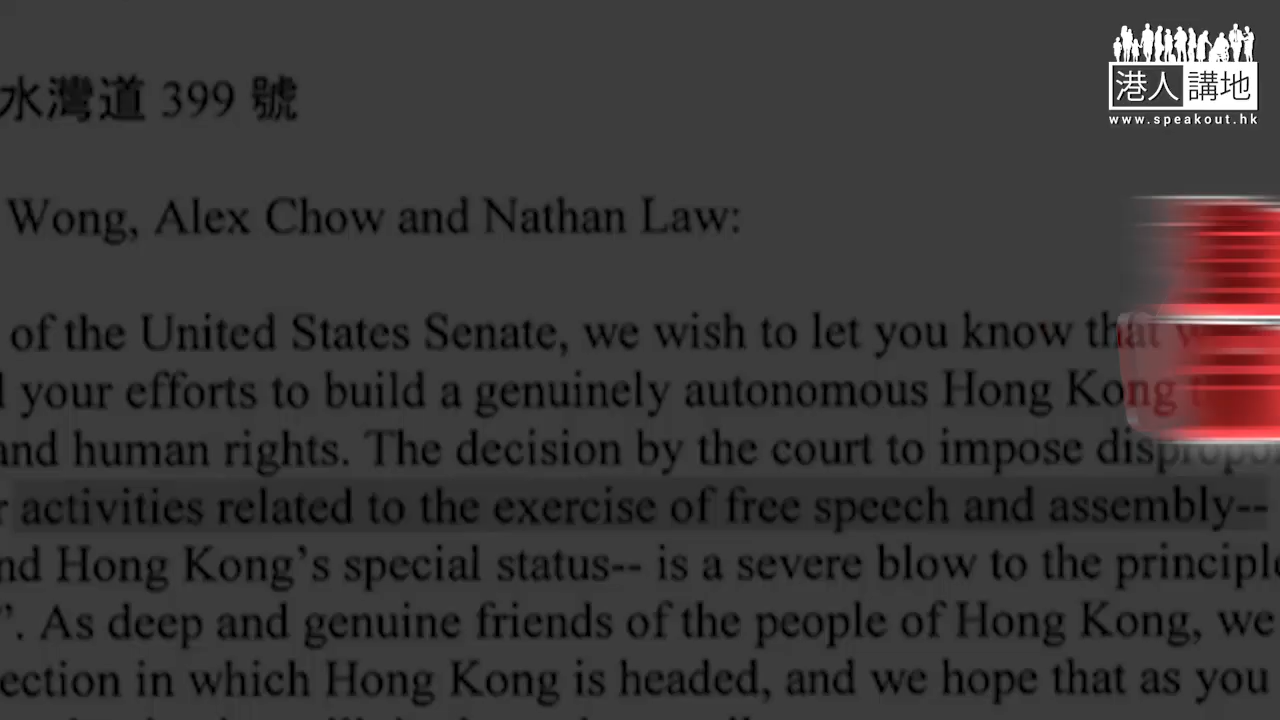 港人講地
www.speakout.hk
水灣道 399 號
Wong, Alex Chow and Nathan Law:
of the United States Senate, we wish to let you know that
your efforts to build a genuinely autonomous Hong Kong
and human rights. The decision by the court to impose
activities related to the exercise of free speech and assembly--
Hong Kong’s special status-- is a severe blow to the
”. As deep and genuine friends of the people of Hong Kong, we
in which Hong Kong is headed, and we hope that as you